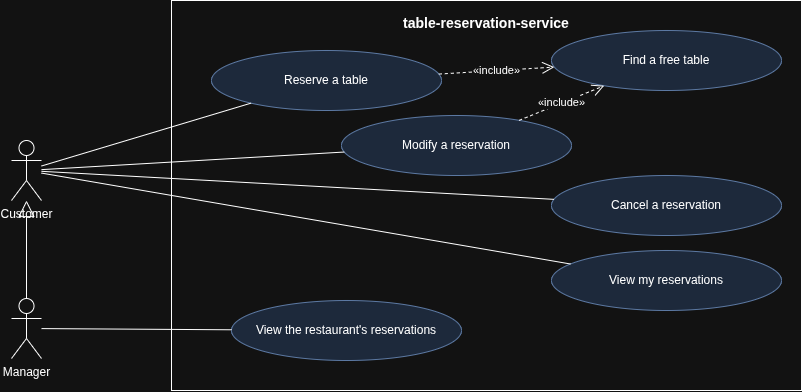 table-reservation-service
Reserve a table
«include»
Find a free table
«include»
Modify a reservation
Customer
Cancel a reservation
View my reservations
View the restaurant's reservations
Manager